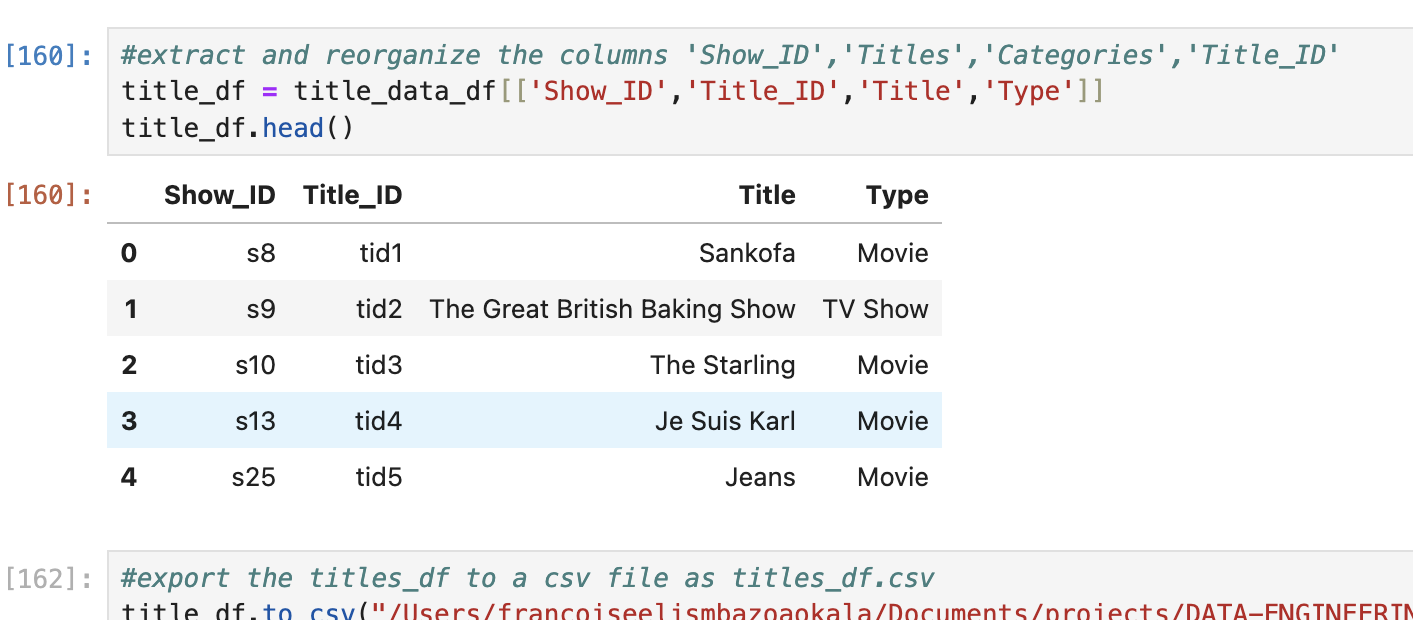 [160]: #extract and reorganize the columns 'Show_ID','Titles','Categories','Title_ID'
title_df = title_data_df[['Show_ID','Title_ID','Title','Type']]
title_df.head()
[160]: Show_ID Title_ID Title Type
0 s8 tid1 Sankofa Movie
1 s9 tid2 The Great British Baking Show TV Show
2 s10 tid3 The Starling Movie
3 s13 tid4 Je Suis Karl Movie
4 s25 tid5 Jeans Movie
[162]: #export the titles_df to a csv file as titles_df.csv
title_df.to_csv("/Users/francoiseelismbazoaokala/Documents/projects/DATA-ENGINEERIN